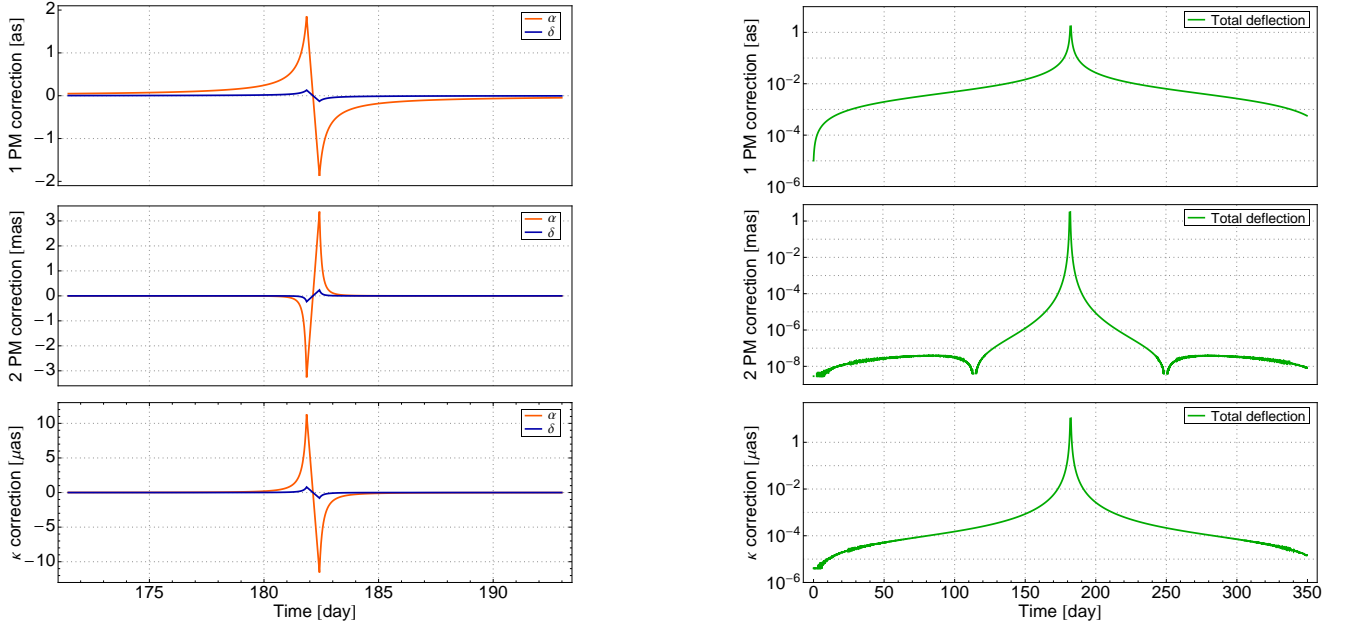 1 PM correction [as]
2
1
0
−1
−2
α
δ
2 PM correction [mas]
3
2
1
0
−1
−2
−3
α
δ
κ correction [μas]
10
5
0
−5
−10
α
δ
175
180
185
190
Time [day]
1 PM correction [as]
1
10⁻²
10⁻⁴
10⁻⁶
Total deflection
2 PM correction [mas]
1
10⁻²
10⁻⁴
10⁻⁶
10⁻⁸
Total deflection
κ correction [μas]
1
10⁻²
10⁻⁴
10⁻⁶
Total deflection
0
50
100
150
200
250
300
350
Time [day]